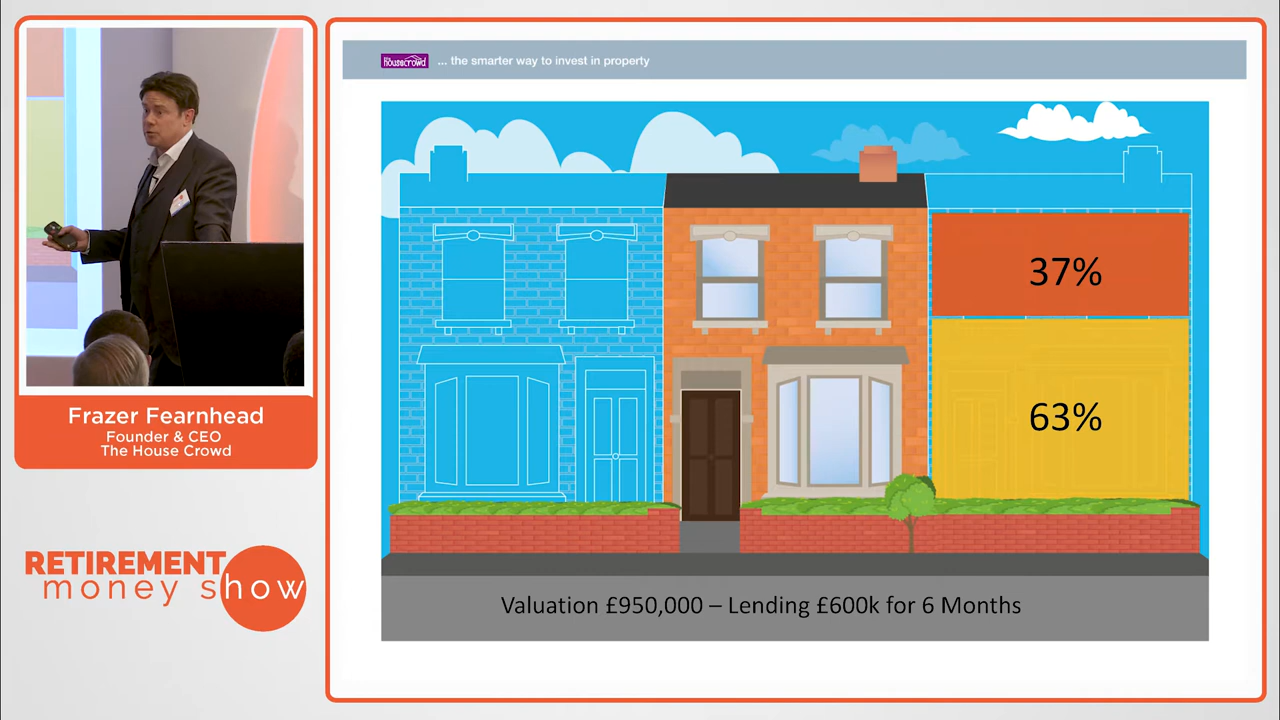 Frazer Fearnhead
Founder & CEO
The House Crowd
RETIREMENT
money show
housecrowd
... the smarter way to invest in property
37%
63%
Valuation £950,000 – Lending £600k for 6 Months